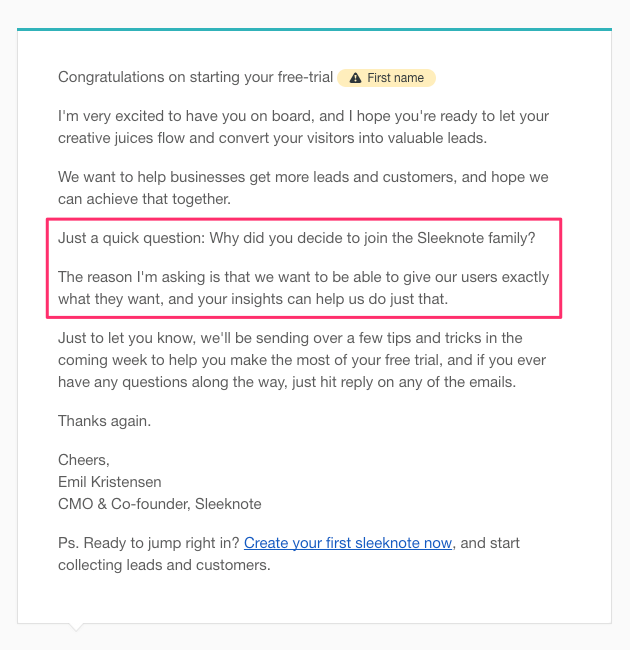 Congratulations on starting your free-trial First name
I'm very excited to have you on board, and I hope you're ready to let your
creative juices flow and convert your visitors into valuable leads.
We want to help businesses get more leads and customers, and hope we
can achieve that together.
Just a quick question: Why did you decide to join the Sleeknote family?
The reason I'm asking is that we want to be able to give our users exactly
what they want, and your insights can help us do just that.
Just to let you know, we'll be sending over a few tips and tricks in the
coming week to help you make the most of your free trial, and if you ever
have any questions along the way, just hit reply on any of the emails.
Thanks again.
Cheers,
Emil Kristensen
CMO & Co-founder, Sleeknote
Ps. Ready to jump right in? Create your first sleeknote now, and start
collecting leads and customers.